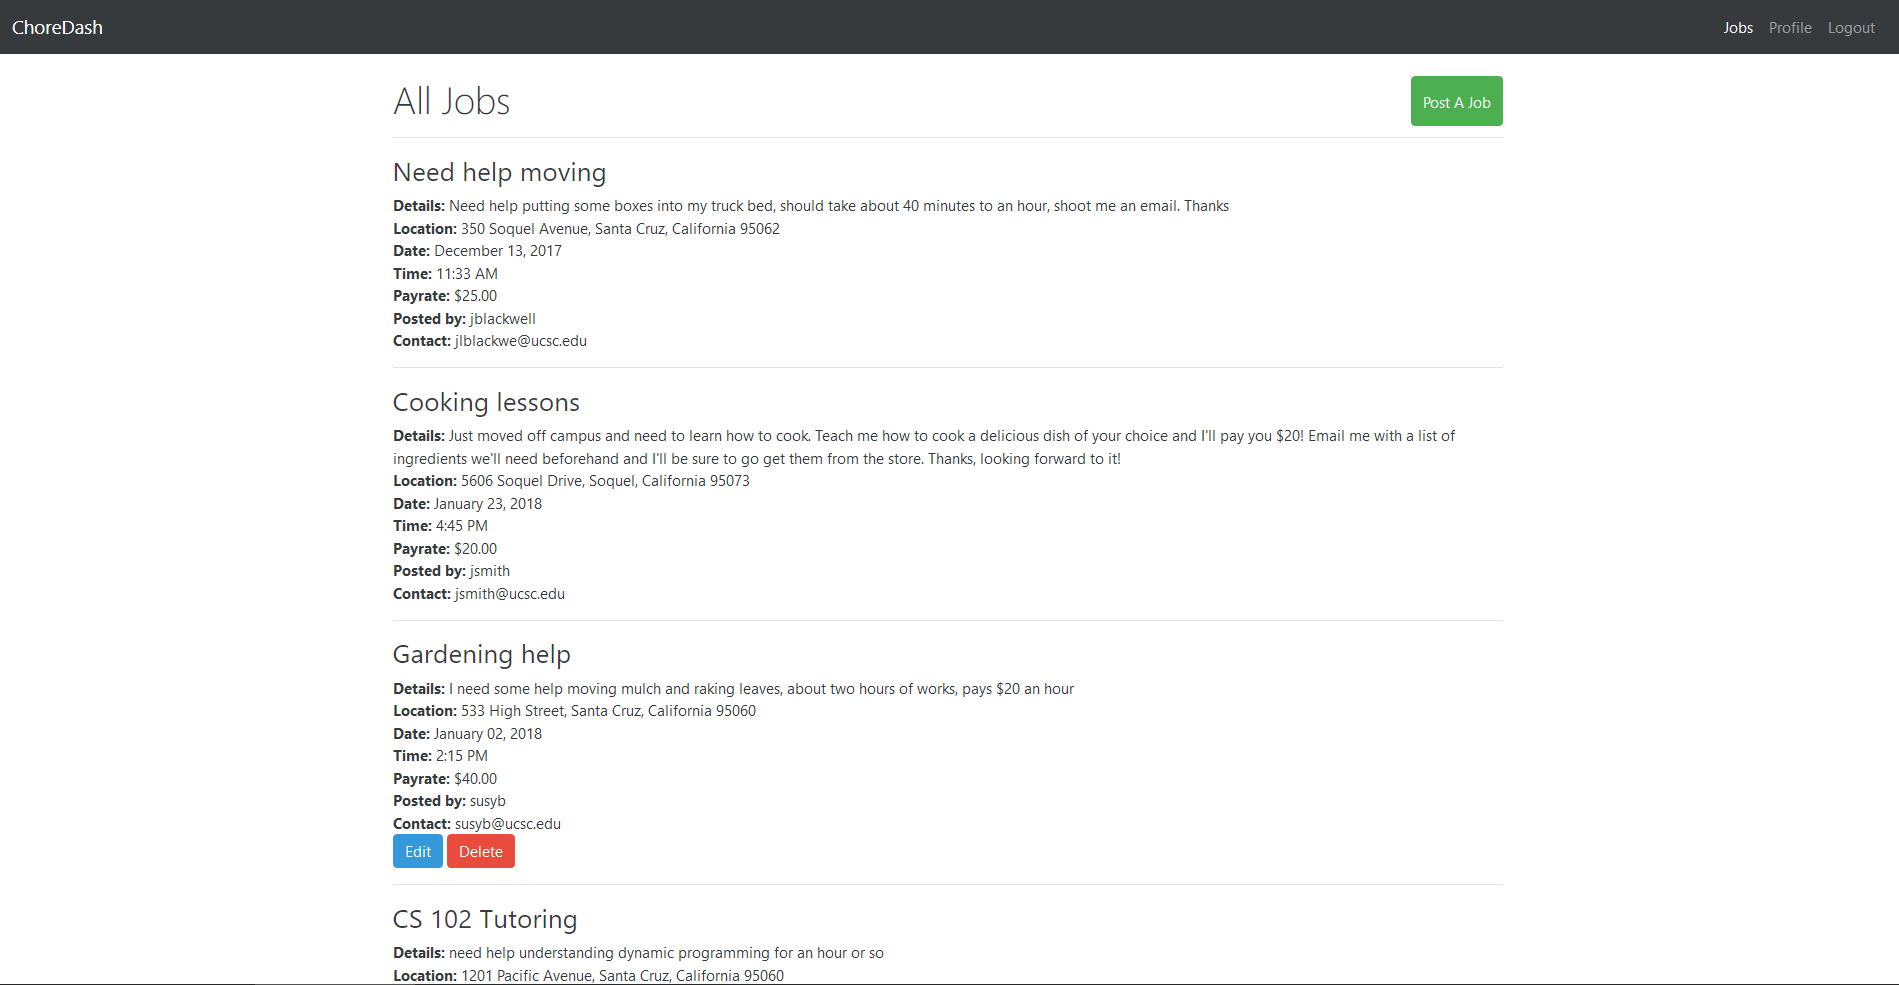 ChoreDash
Jobs Profile Logout
All Jobs
Post A Job
Need help moving
Details: Need help putting some boxes into my truck bed, should take about 40 minutes to an hour, shoot me an email. Thanks
Location: 350 Soquel Avenue, Santa Cruz, California 95062
Date: December 13, 2017
Time: 11:33 AM
Payrate: $25.00
Posted by: jblackwell
Contact: jlblackwe@ucsc.edu
Cooking lessons
Details: Just moved off campus and need to learn how to cook. Teach me how to cook a delicious dish of your choice and I'll pay you $20! Email me with a list of
ingredients we'll need beforehand and I'll be sure to go get them from the store. Thanks, looking forward to it!
Location: 5606 Soquel Drive, Soquel, California 95073
Date: January 23, 2018
Time: 4:45 PM
Payrate: $20.00
Posted by: jsmith
Contact: jsmith@ucsc.edu
Gardening help
Details: I need some help moving mulch and raking leaves, about two hours of works, pays $20 an hour
Location: 533 High Street, Santa Cruz, California 95060
Date: January 02, 2018
Time: 2:15 PM
Payrate: $40.00
Posted by: susyb
Contact: susyb@ucsc.edu
Edit Delete
CS 102 Tutoring
Details: need help understanding dynamic programming for an hour or so
Location: 1201 Pacific Avenue, Santa Cruz, California 95060